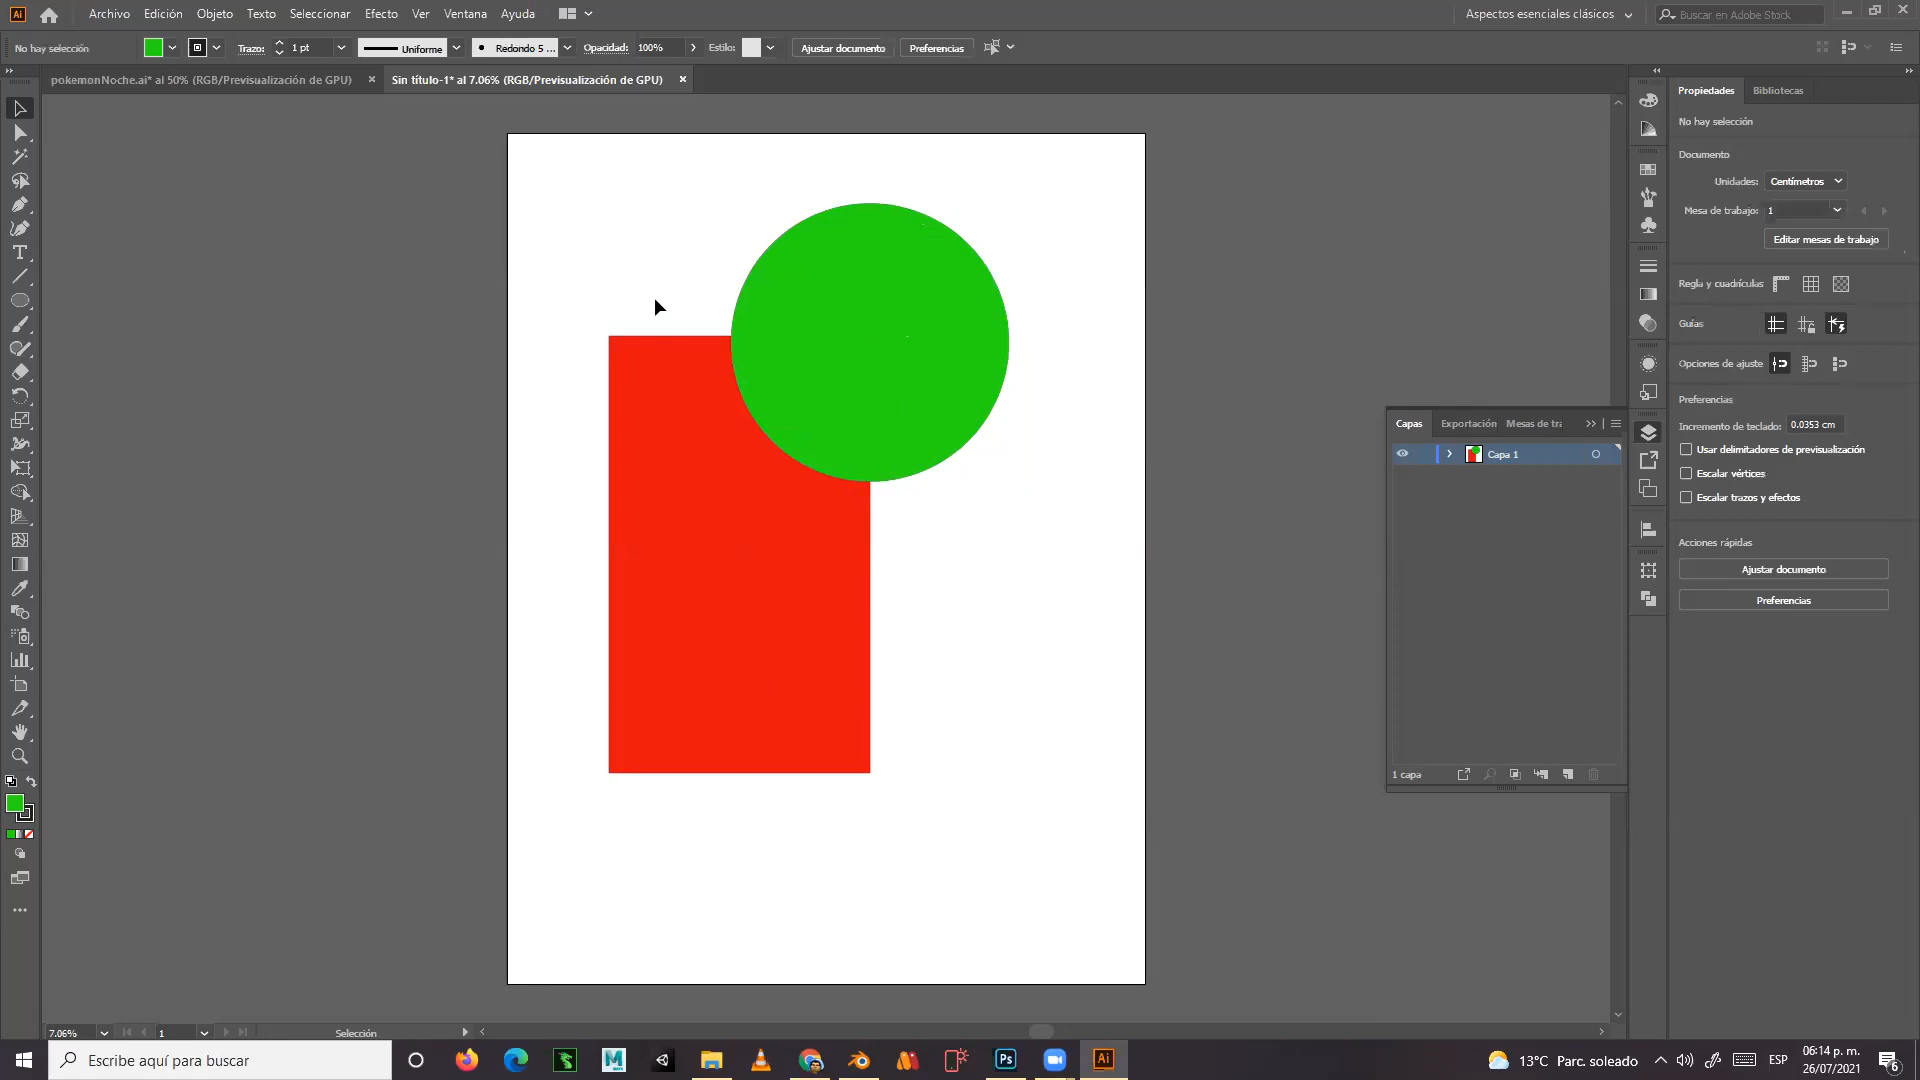 Ai Archivo Edición Objeto Texto Seleccionar Efecto Ver Ventana Ayuda Aspectos esenciales clásicos Buscar en Adobe Stock
No hay selección Trazo: 1 pt Uniforme Redondo 5 ... Opacidad: 100% Estilo: Ajustar documento Preferencias
pokemonNoche.ai* al 50% (RGB/Previsualización de GPU) × Sin título-1* al 7.06% (RGB/Previsualización de GPU) ×
Propiedades Bibliotecas
No hay selección
Documento
Unidades: Centímetros
Mesa de trabajo: 1
Editar mesas de trabajo
Regla y cuadrículas
Guías
Opciones de ajuste
Preferencias
Incremento de teclado: 0.0353 cm
Usar delimitadores de previsualización
Escalar vértices
Escalar trazos y efectos
Acciones rápidas
Ajustar documento
Preferencias
Capas Exportación Mesas de tra
Capa 1
1 capa
7.06% 1 Selección
Escribe aquí para buscar
Ps Ai
13°C Parc. soleado ESP
06:14 p. m.
26/07/2021
6